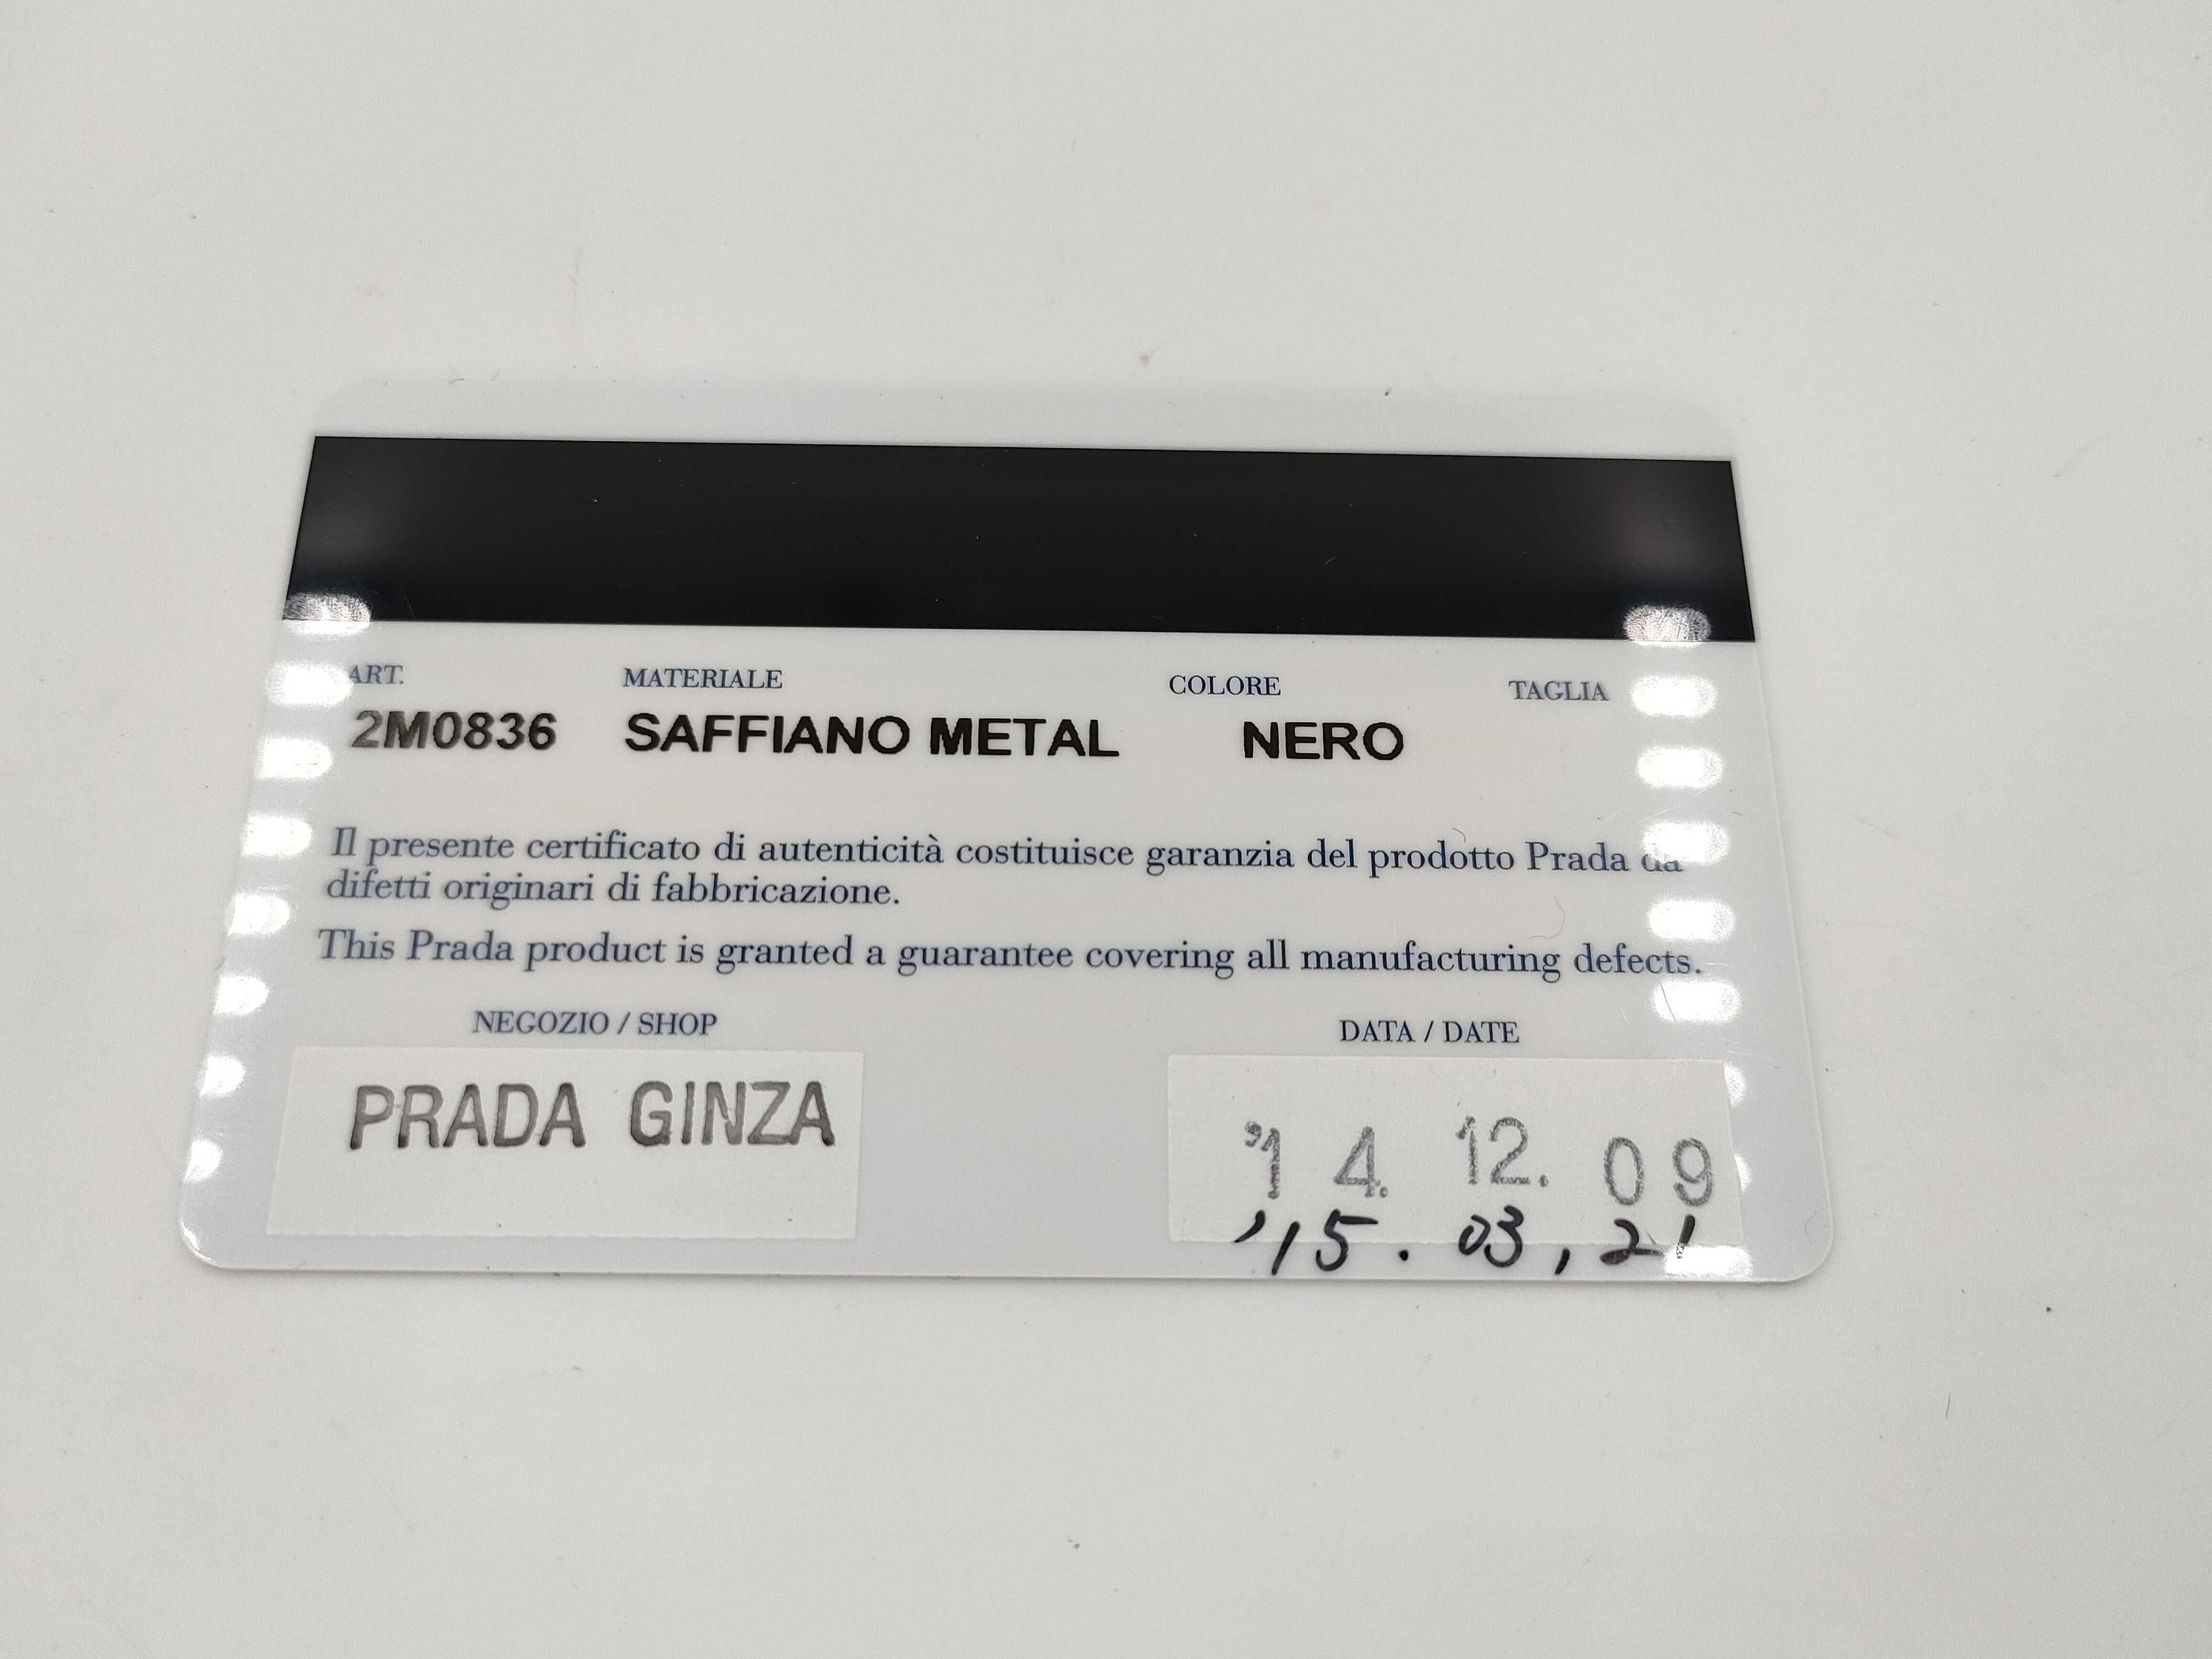 ART. MATERIALE COLORE TAGLIA
2M0836 SAFFIANO METAL NERO
Il presente certificato di autenticità costituisce garanzia del prodotto Prada da
difetti originari di fabbricazione.
This Prada product is granted a guarantee covering all manufacturing defects.
NEGOZIO / SHOP DATA / DATE
PRADA GINZA '14. 12. 09
'15. 03, 21